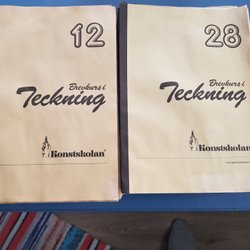 12
Brevkurs i
Teckning
Konstskolan®
28
Brevkurs i
Teckning
Konstskolan®